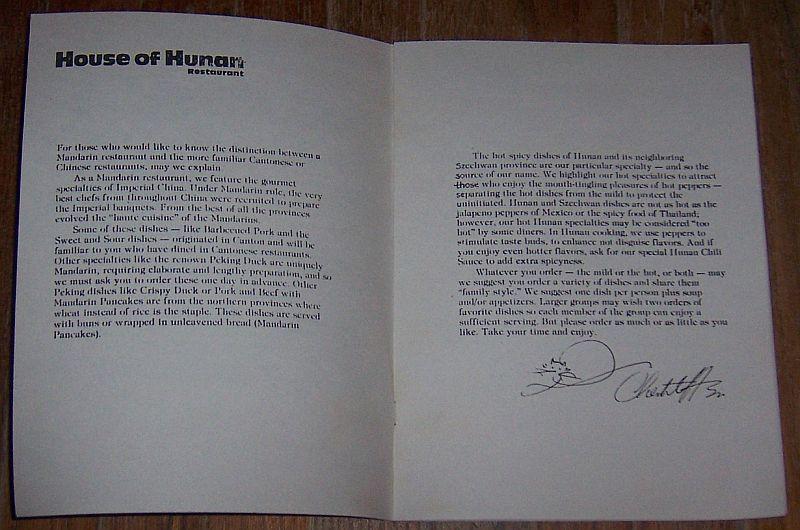 House of Hunan
Restaurant
For those who would like to know the distinction between a
Mandarin restaurant and the more familiar Cantonese or
Chinese restaurants, may we explain
As a Mandarin restaurant, we feature the gourmet
specialties of Imperial China. Under Mandarin rule, the very
best chefs from throughout China were recruited to prepare
the Imperial banquets. From the best of all the provinces
evolved the "haute cuisine" of the Mandarins.
Some of these dishes — like Barbecued Pork and the
Sweet and Sour dishes — originated in Canton and will be
familiar to you who have dined in Cantonese restaurants.
Other specialties like the renown Peking Duck are uniquely
Mandarin, requiring elaborate and lengthy preparation, and so
we must ask you to order these one day in advance. Other
Peking dishes like Crispy Duck or Pork and Beef with
Mandarin Pancakes are from the northern provinces where
wheat instead of rice is the staple. These dishes are served
with buns or wrapped in unleavened bread (Mandarin
Pancakes).
The hot spicy dishes of Hunan and its neighboring
Szechwan province are our particular specialty — and so the
source of our name. We highlight our hot specialties to attract
those who enjoy the mouth-tingling pleasures of hot peppers —
separating the hot dishes from the mild to protect the
uninitiated. Hunan and Szechwan dishes are not as hot as the
jalapeno peppers of Mexico or the spicy food of Thailand;
however, our hot Hunan specialties may be considered "too
hot" by some diners. In Hunan cooking, we use peppers to
stimulate taste buds, to enhance not disguise flavors. And if
you enjoy even hotter flavors, ask for our special Hunan Chili
Sauce to add extra spicyness.
Whatever you order — the mild or the hot, or both — may
we suggest you order a variety of dishes and share them
"family style." We suggest one dish per person plus soup
and/or appetizers. Larger groups may wish two orders of
favorite dishes so each member of the group can enjoy a
sufficient serving. But please order as much or as little as you
like. Take your time and enjoy.